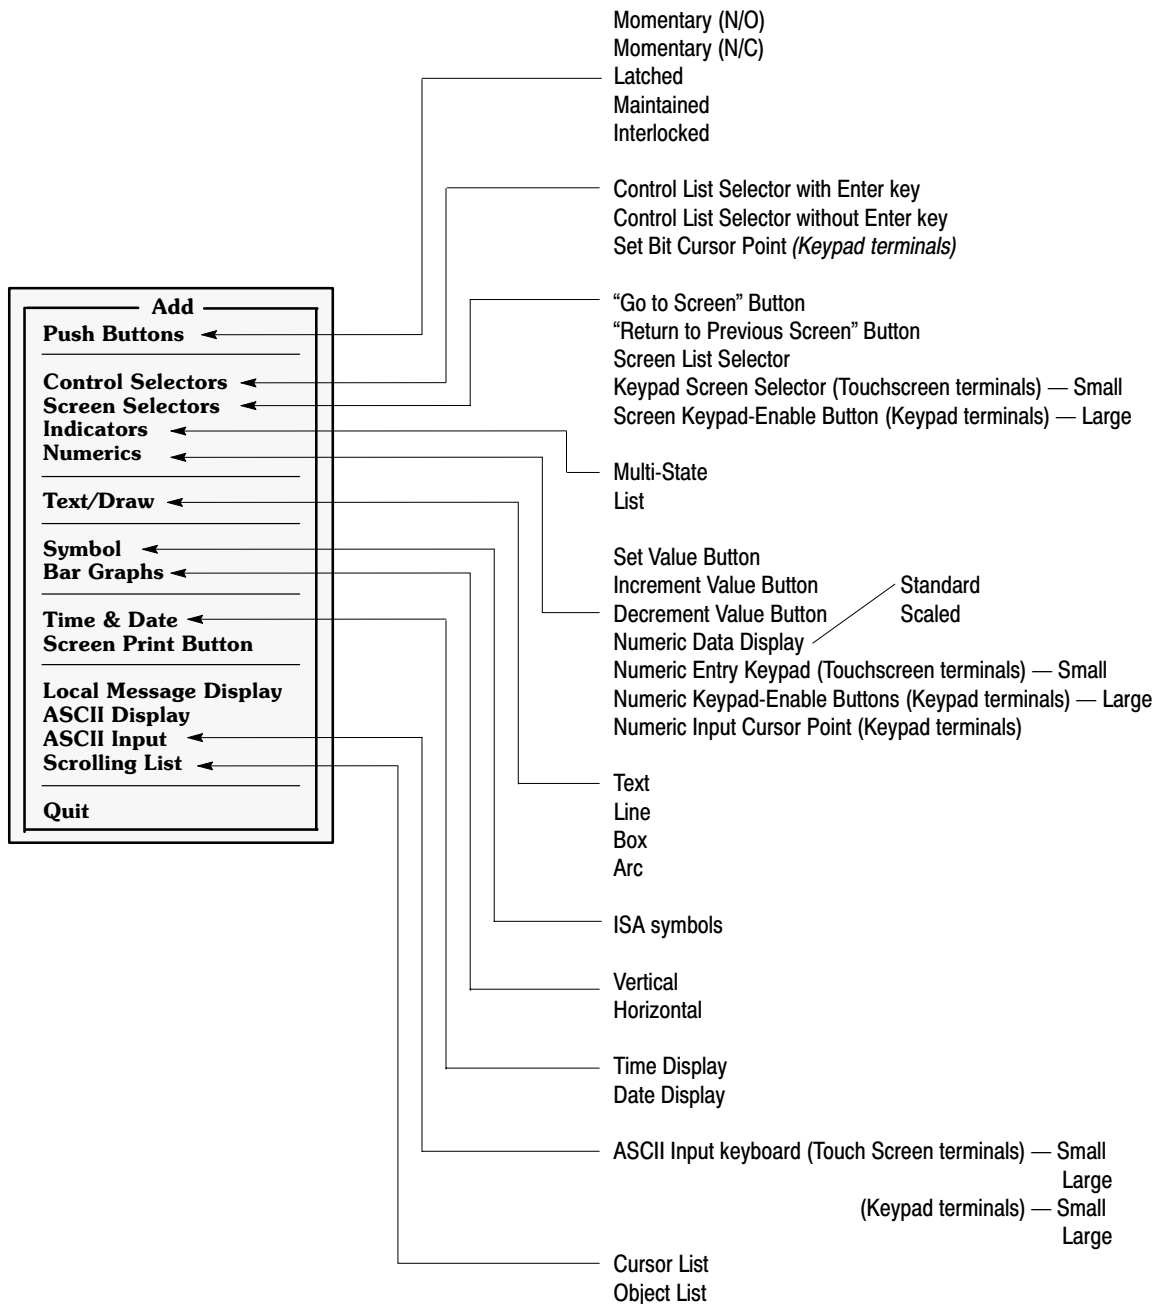 Momentary (N/O)
Momentary (N/C)
Latched
Maintained
Interlocked
Control List Selector with Enter key
Control List Selector without Enter key
Set Bit Cursor Point (Keypad terminals)
Add
Push Buttons
Control Selectors
Screen Selectors
Indicators
Numerics
Text/Draw
Symbol
Bar Graphs
Time & Date
Screen Print Button
Local Message Display
ASCII Display
ASCII Input
Scrolling List
Quit
“Go to Screen” Button
“Return to Previous Screen” Button
Screen List Selector
Keypad Screen Selector (Touchscreen terminals) — Small
Screen Keypad-Enable Button (Keypad terminals) — Large
Multi-State
List
Set Value Button
Increment Value Button
Decrement Value Button
Numeric Data Display
Standard
Scaled
Numeric Entry Keypad (Touchscreen terminals) — Small
Numeric Keypad-Enable Buttons (Keypad terminals) — Large
Numeric Input Cursor Point (Keypad terminals)
Text
Line
Box
Arc
ISA symbols
Vertical
Horizontal
Time Display
Date Display
ASCII Input keyboard (Touch Screen terminals) — Small
Large
(Keypad terminals) — Small
Large
Cursor List
Object List